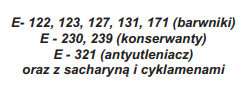 E- 122, 123, 127, 131, 171 (barwniki)
E - 230, 239 (konserwanty)
E - 321 (antyutleniacz)
oraz z sacharyną i cyklamenami